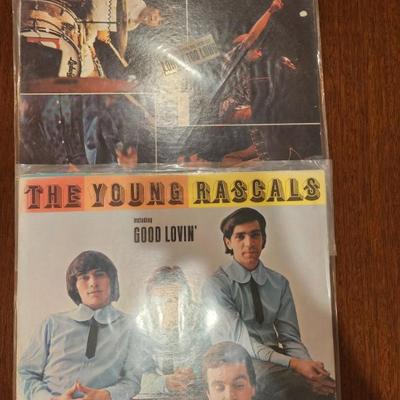 THE YOUNG RASCALS
including
GOOD LOVIN'